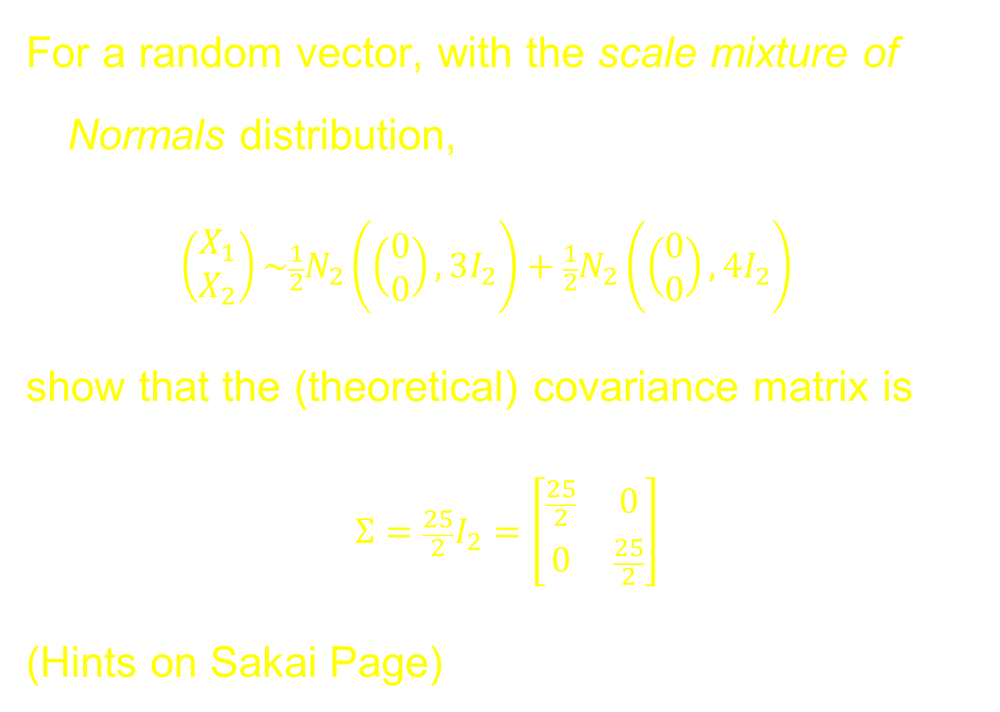 For a random vector, with the scale mixture of
Normals distribution,
$\begin{pmatrix} X_1 \\ X_2 \end{pmatrix} \sim \frac{1}{2} N_2 \left( \begin{pmatrix} 0 \\ 0 \end{pmatrix}, 3I_2 \right) + \frac{1}{2} N_2 \left( \begin{pmatrix} 0 \\ 0 \end{pmatrix}, 4I_2 \right)$
show that the (theoretical) covariance matrix is
$\Sigma = \frac{25}{2} I_2 = \begin{bmatrix} \frac{25}{2} & 0 \\ 0 & \frac{25}{2} \end{bmatrix}$
(Hints on Sakai Page)